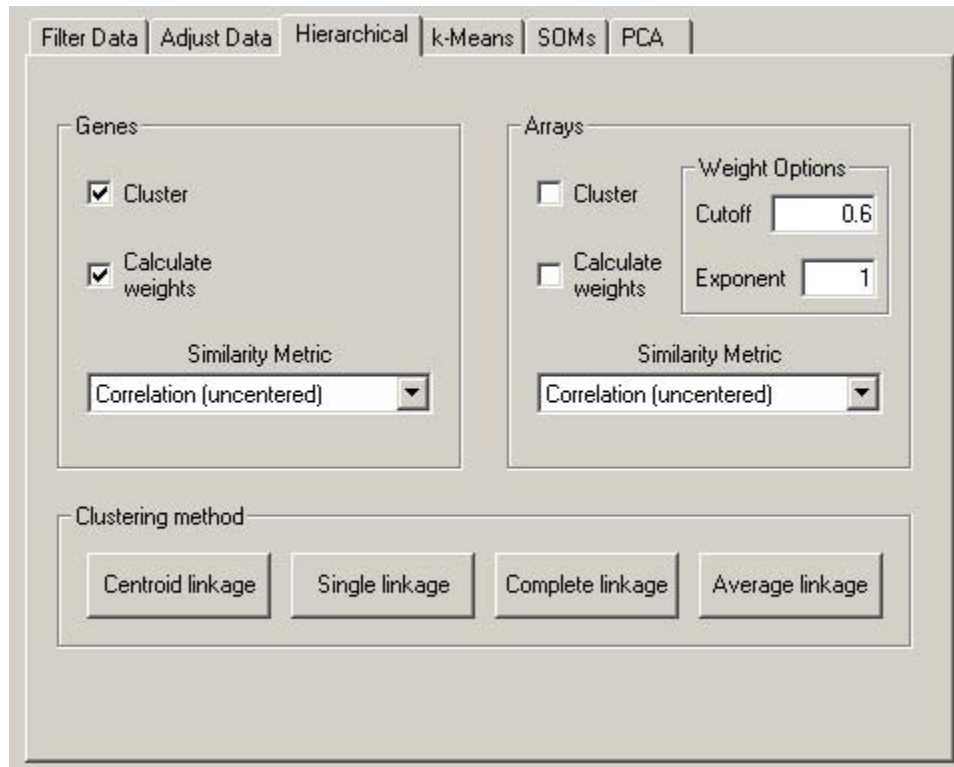 Filter Data Adjust Data Hierarchical k-Means SOMs PCA
Genes
Cluster
Calculate
weights
Similarity Metric
Correlation (uncentered)
Arrays
Cluster
Calculate
weights
Weight Options
Cutoff 0.6
Exponent 1
Similarity Metric
Correlation (uncentered)
Clustering method
Centroid linkage Single linkage Complete linkage Average linkage